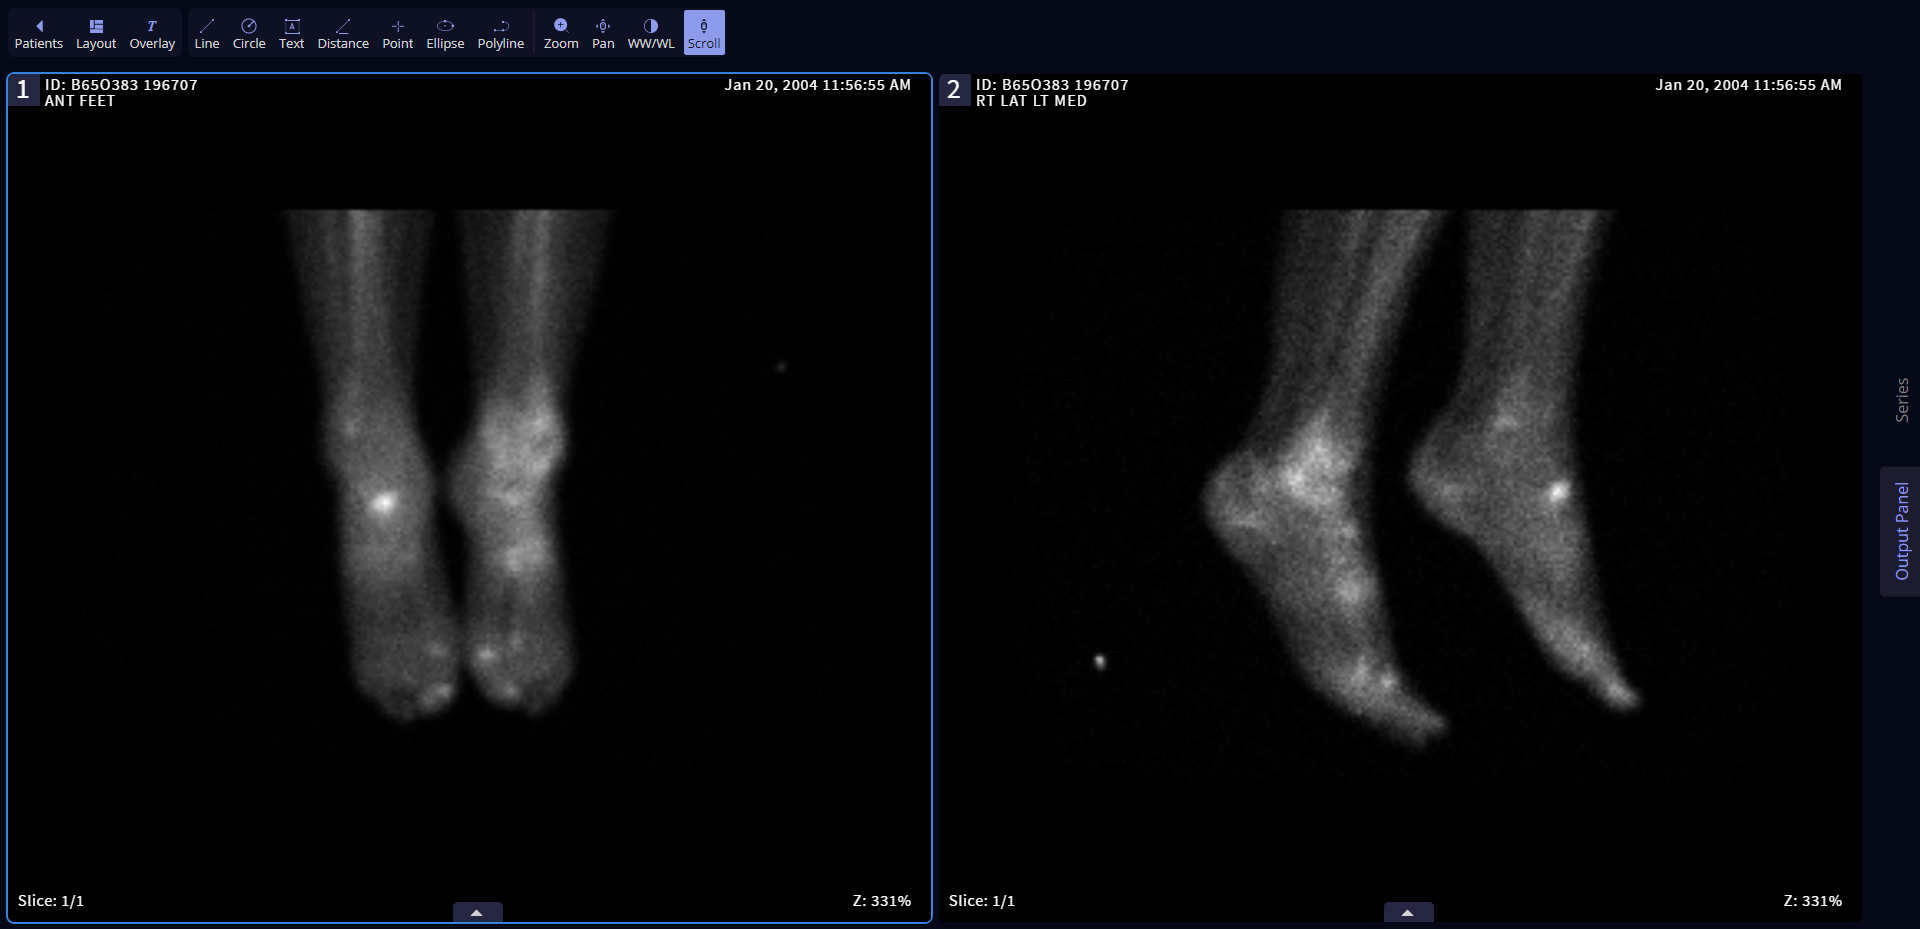 Patients Layout Overlay Line Circle Text Distance Point Ellipse Polyline Zoom Pan WW/WL Scroll
1 ID: B65O383 196707 Jan 20, 2004 11:56:55 AM
ANT FEET
2 ID: B65O383 196707 Jan 20, 2004 11:56:55 AM
RT LAT LT MED
Series
Output Panel
Slice: 1/1 Z: 331%
Slice: 1/1 Z: 331%